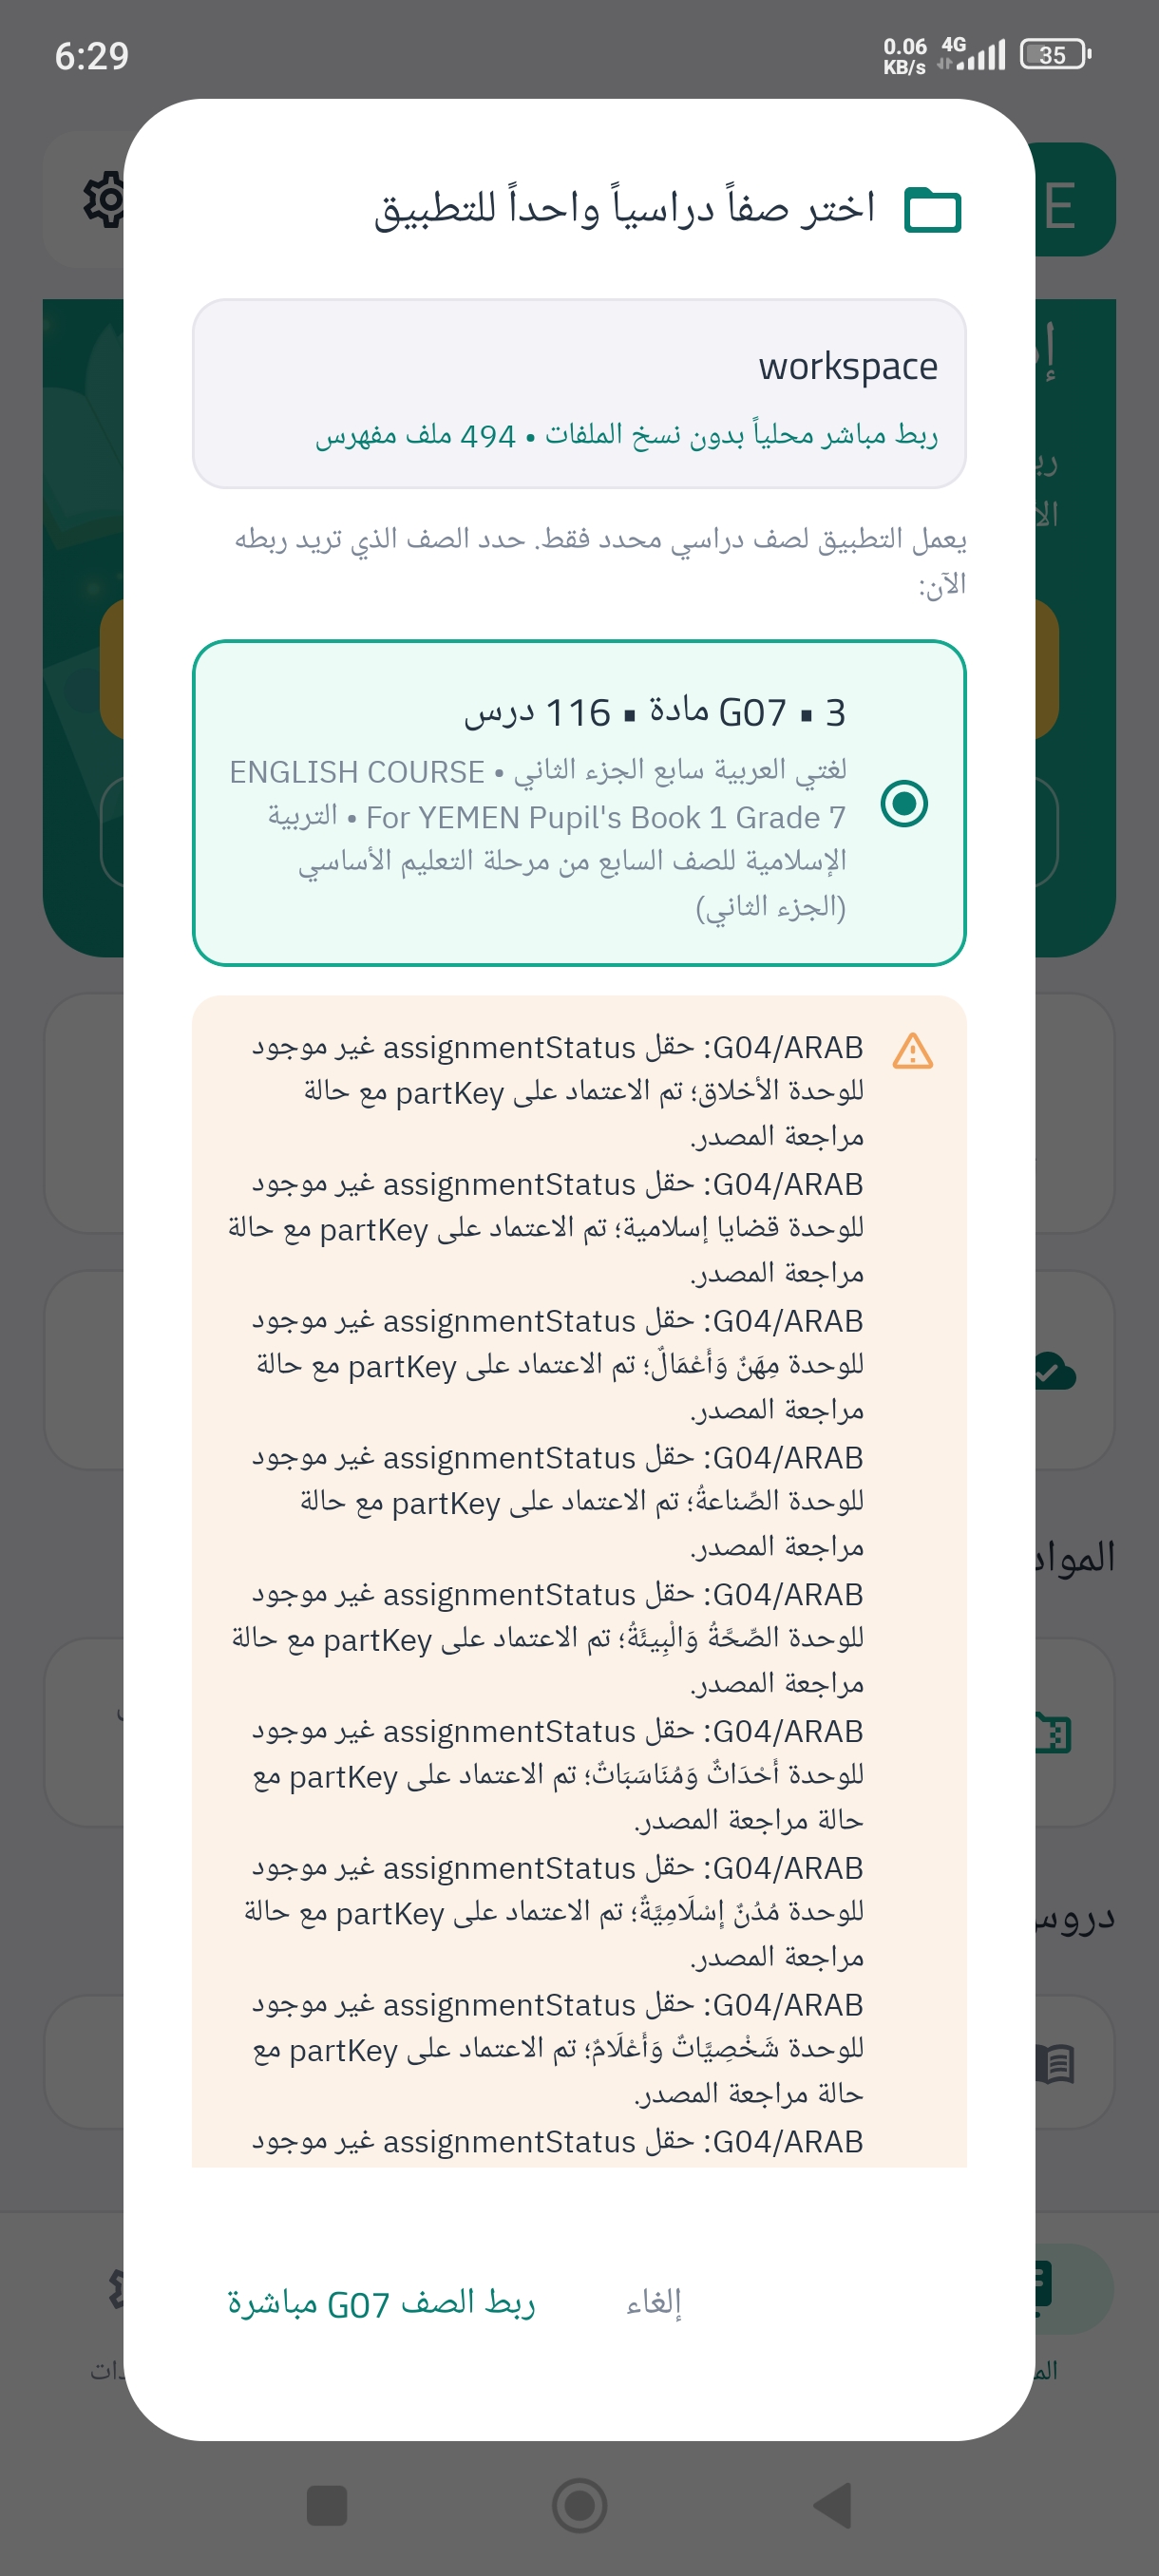 6:29
0.06 KB/s 4G 35
E
اختر صفاً دراسياً واحداً للتطبيق
workspace
ربط مباشر محلياً بدون نسخ الملفات • 494 ملف مفهرس
يعمل التطبيق لصف دراسي محدد فقط. حدد الصف الذي تريد ربطه
الآن:
G07 ▪ 3 مادة ▪ 116 درس
لغتي العربية سابع الجزء الثاني • ENGLISH COURSE
For YEMEN Pupil's Book 1 Grade 7 • التربية
الإسلامية للصف السابع من مرحلة التعليم الأساسي
(الجزء الثاني)
G04/ARAB: حقل assignmentStatus غير موجود
للوحدة الأخلاق؛ تم الاعتماد على partKey مع حالة
مراجعة المصدر.
G04/ARAB: حقل assignmentStatus غير موجود
للوحدة قضايا إسلامية؛ تم الاعتماد على partKey مع حالة
مراجعة المصدر.
G04/ARAB: حقل assignmentStatus غير موجود
للوحدة مِهَنٌ وَأَعْمَالٌ؛ تم الاعتماد على partKey مع حالة
مراجعة المصدر.
G04/ARAB: حقل assignmentStatus غير موجود
للوحدة الصِّناعةُ؛ تم الاعتماد على partKey مع حالة
مراجعة المصدر.
G04/ARAB: حقل assignmentStatus غير موجود
للوحدة الصِّحَّةُ وَالْبِيئَةُ؛ تم الاعتماد على partKey مع حالة
مراجعة المصدر.
G04/ARAB: حقل assignmentStatus غير موجود
للوحدة أَحْدَاثٌ وَمُنَاسَبَاتٌ؛ تم الاعتماد على partKey مع
حالة مراجعة المصدر.
G04/ARAB: حقل assignmentStatus غير موجود
للوحدة مُدُنٌ إِسْلَامِيَّةٌ؛ تم الاعتماد على partKey مع حالة
مراجعة المصدر.
G04/ARAB: حقل assignmentStatus غير موجود
للوحدة شَخْصِيَّاتٌ وَأَعْلَامٌ؛ تم الاعتماد على partKey مع
حالة مراجعة المصدر.
G04/ARAB: حقل assignmentStatus غير موجود
المواد
إلغاء
ربط الصف G07 مباشرة